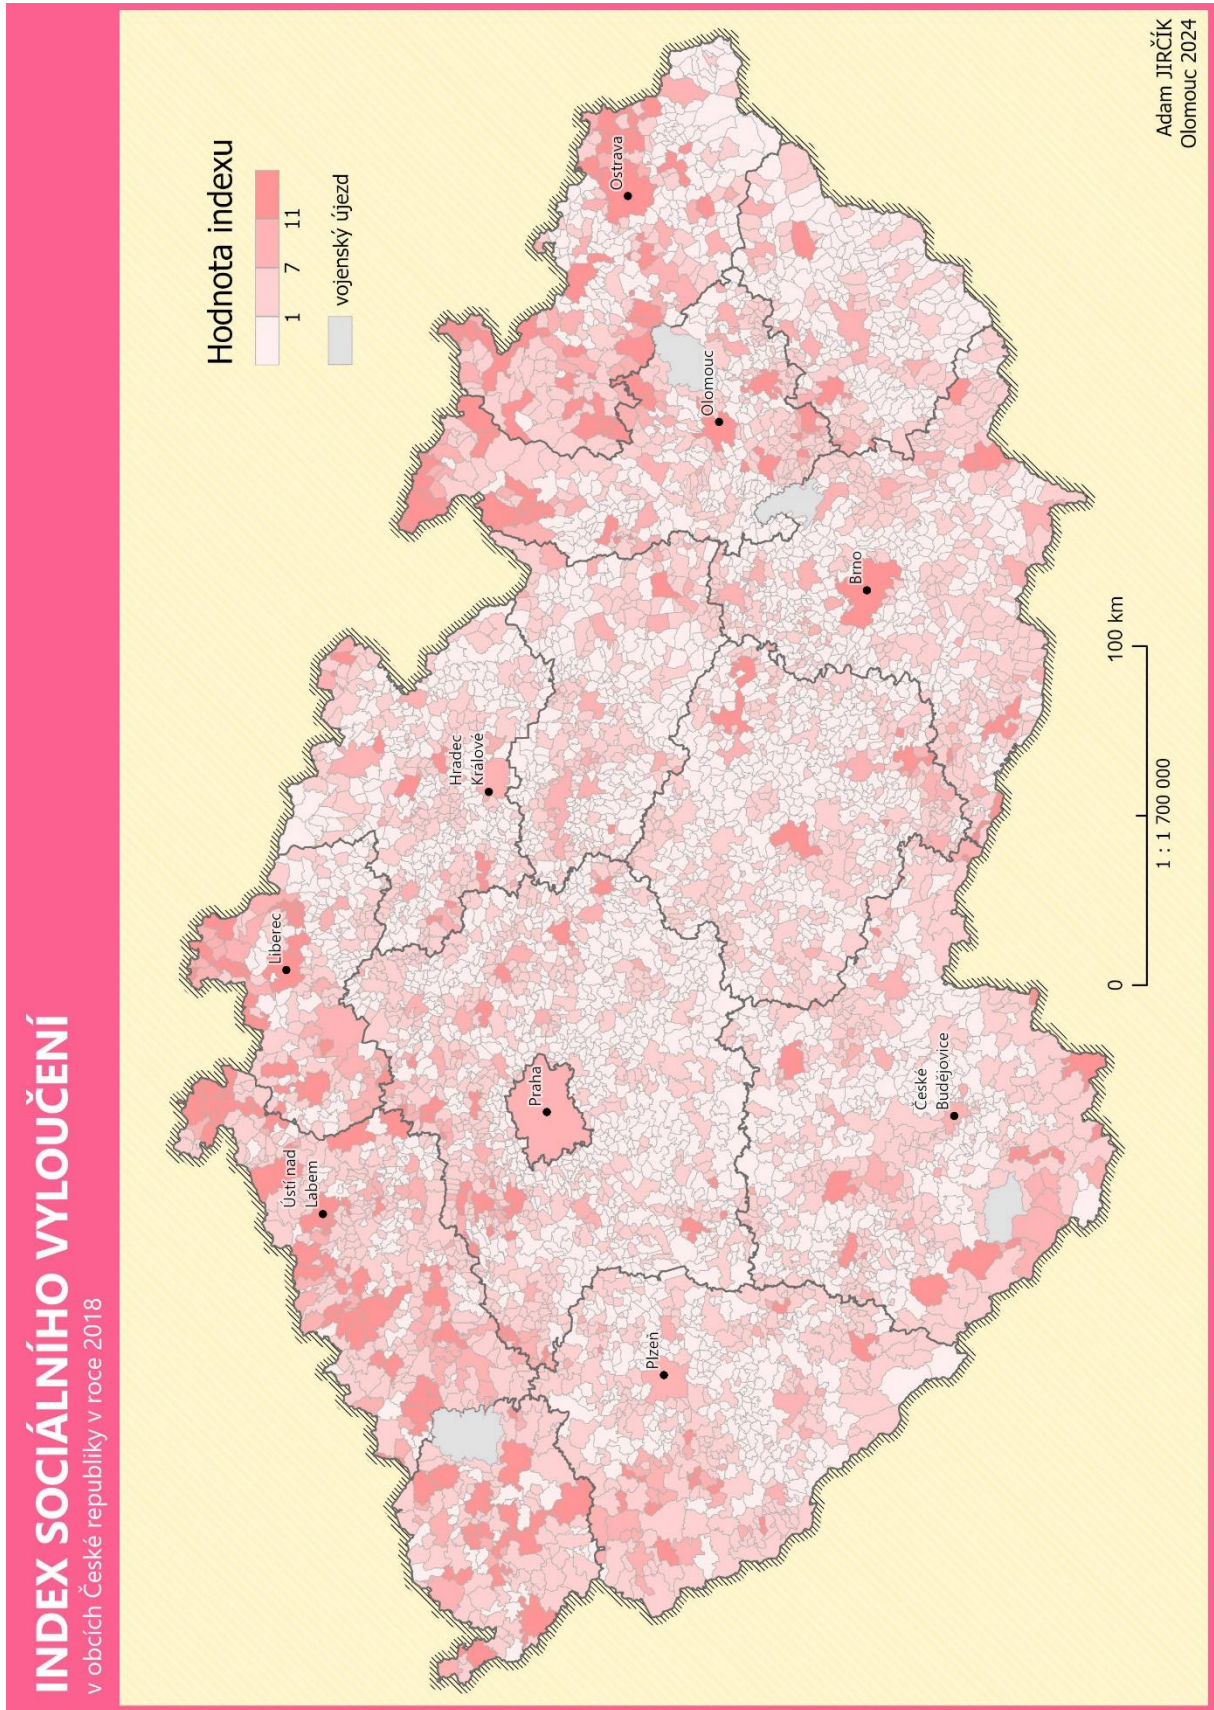 INDEX SOCIÁLNÍHO VYLOUČENÍ
v obcích České republiky v roce 2018
Hodnota indexu
1 7 11
vojenský újezd
Liberec
Ústí nad
Labem
Hradec
Králové
Praha
Plzeň
Ostrava
Olomouc
Brno
České
Budějovice
0 100 km
1 : 1 700 000
Adam JIRČÍK
Olomouc 2024